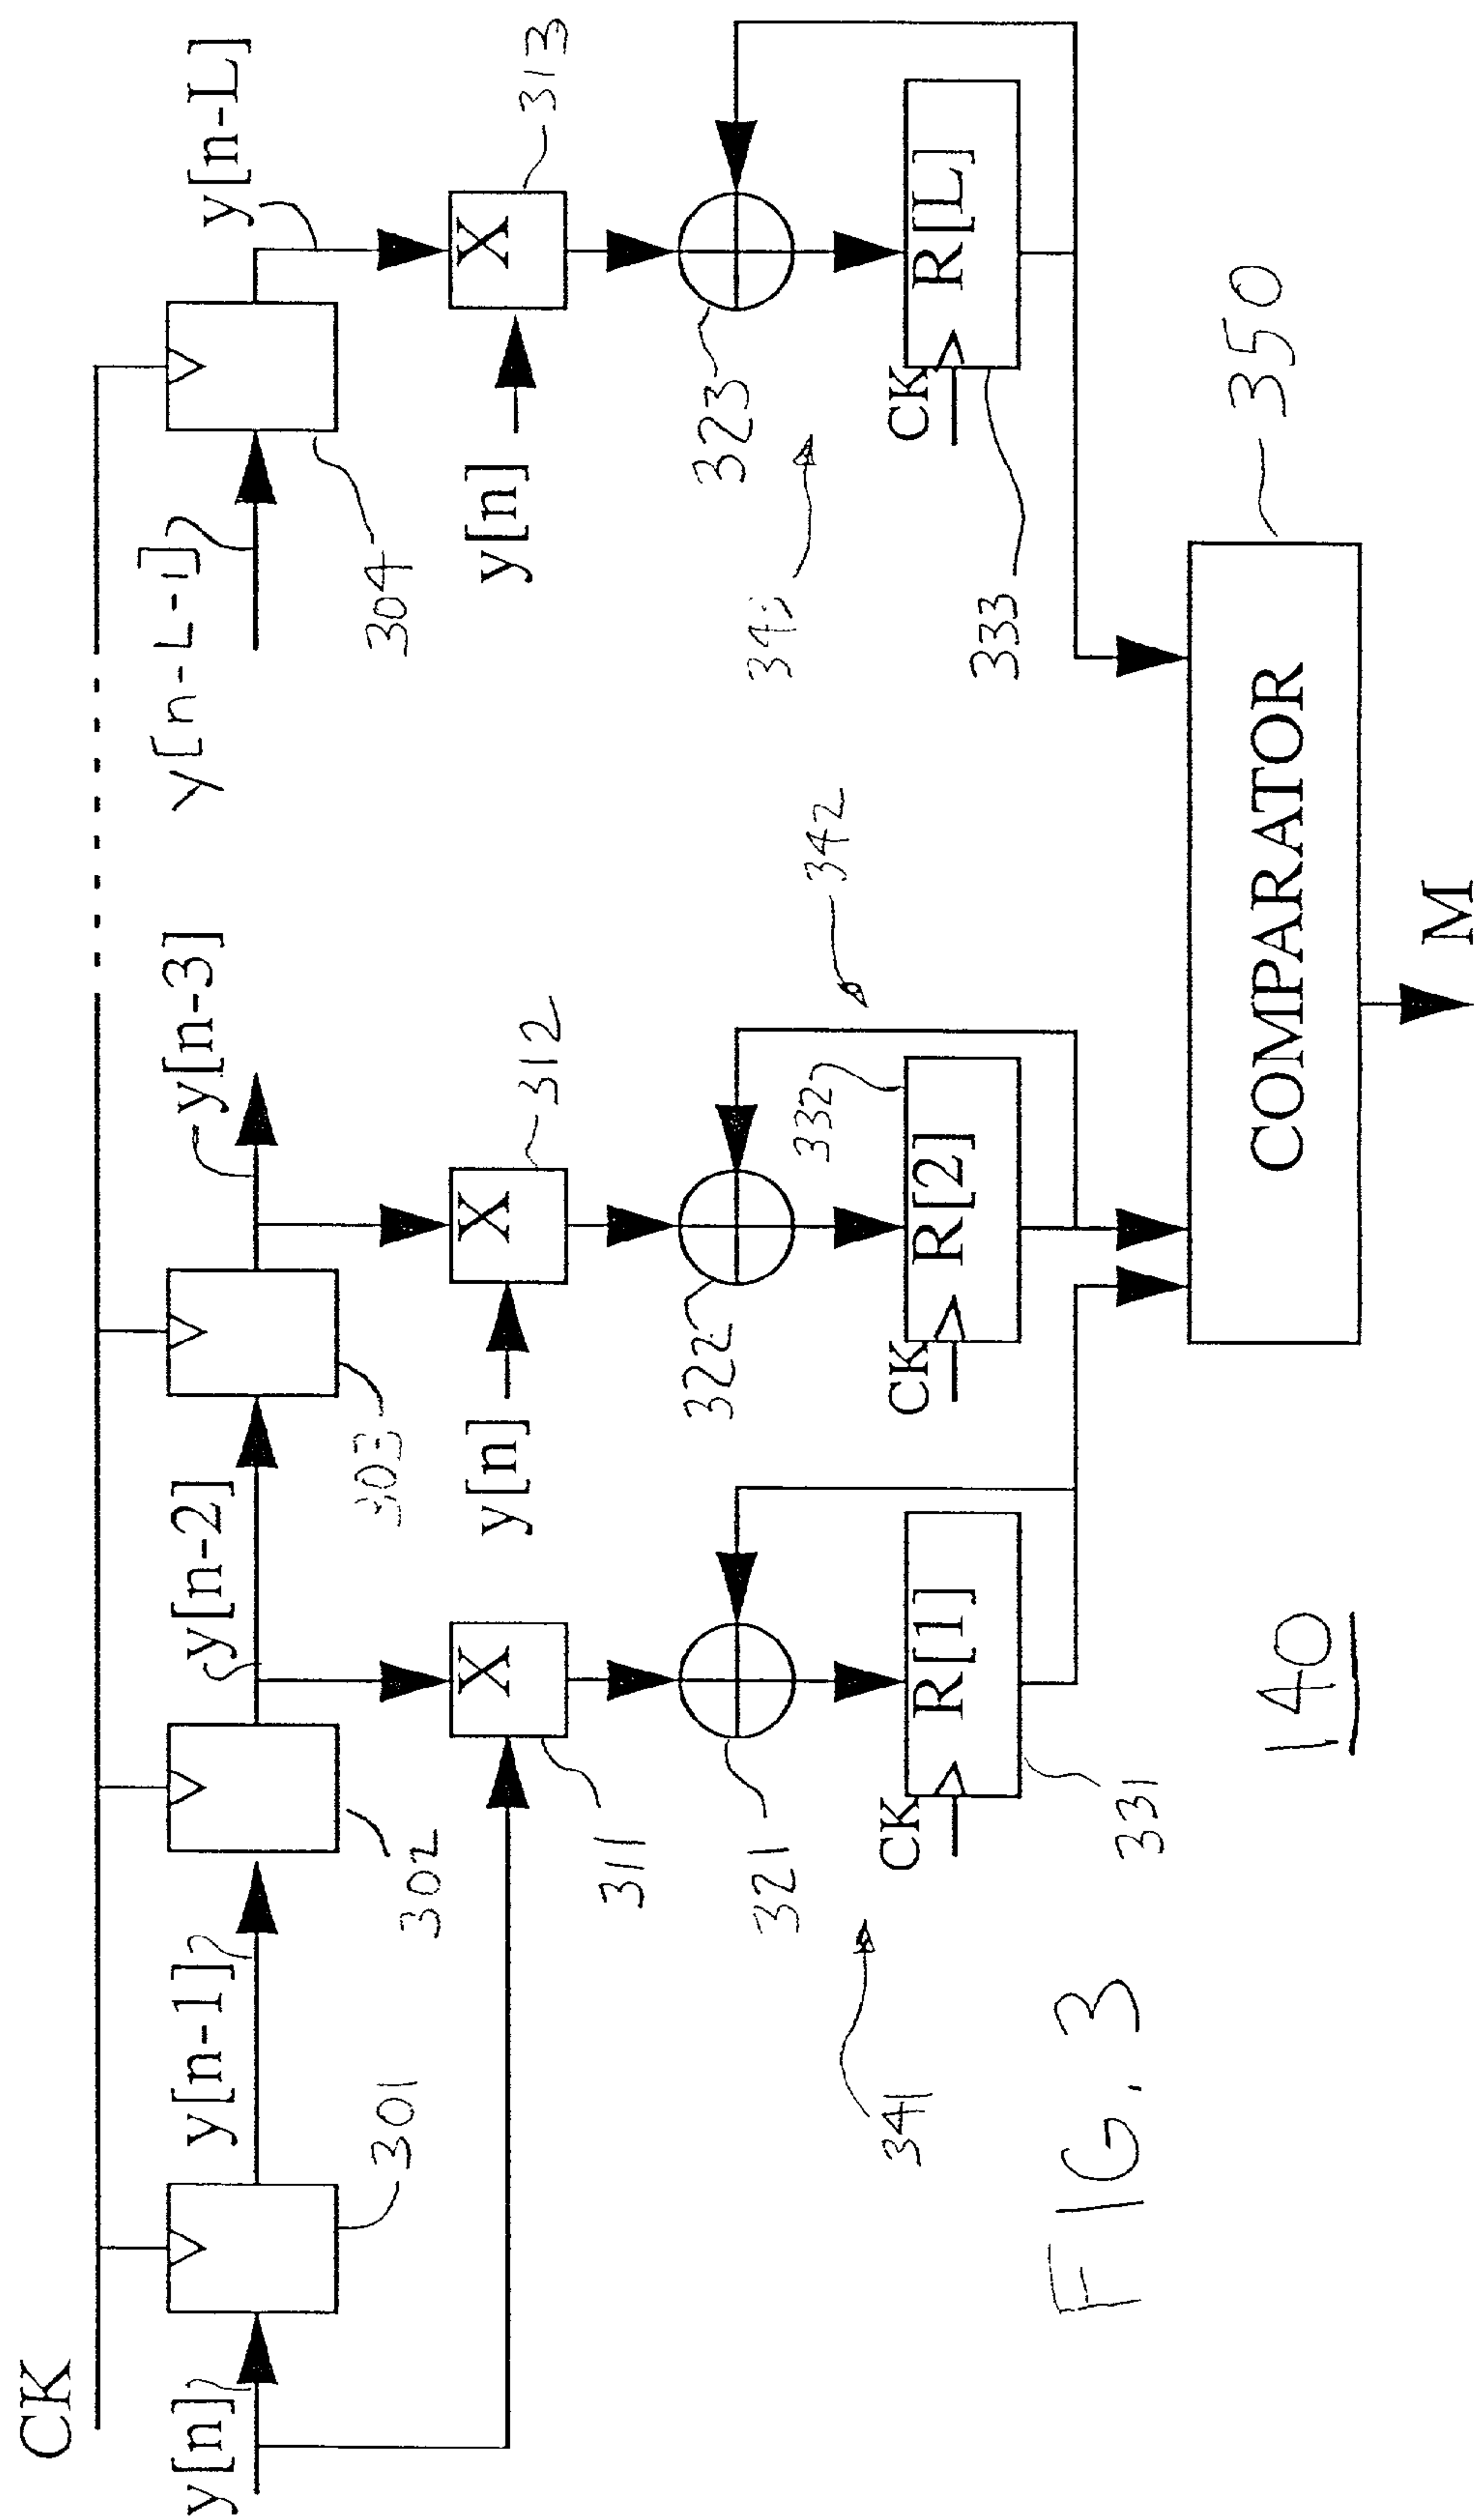 CK
y[n]
y[n-1]
y[n-2]
y[n-3]
y[n-L-1]
y[n-L]
301
302
303
304
X
311
y[n]
X
312
y[n]
X
313
321
322
323
CK
R[1]
331
CK
R[2]
332
CK
R[L]
333
341
342
343
COMPARATOR
350
M
140
FIG. 3